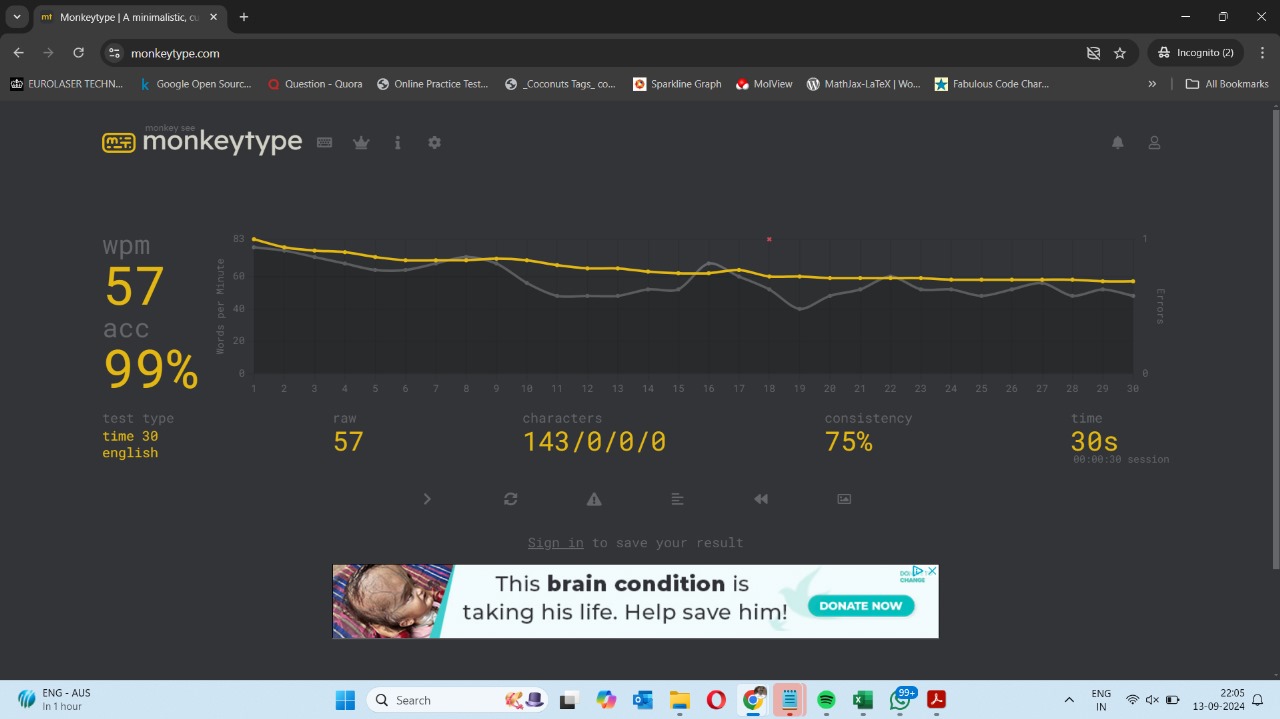 Monkeytype | A minimalistic, cu
monkeytype.com
Incognito (2)
EUROLASER TECHN...
Google Open Sourc...
Question - Quora
Online Practice Test...
_Coconuts Tags_ co...
Sparkline Graph
MolView
MathJax-LaTeX | Wo...
Fabulous Code Char...
»
All Bookmarks
monkey see
monkeytype
wpm
57
acc
99%
Words per Minute
83
60
40
20
0
1 2 3 4 5 6 7 8 9 10 11 12 13 14 15 16 17 18 19 20 21 22 23 24 25 26 27 28 29 30
1
0
Errors
test type
time 30
english
raw
57
characters
143/0/0/0
consistency
75%
time
30s
00:00:30 session
Sign in to save your result
This brain condition is
taking his life. Help save him!
CHANGE
DONATE NOW
ENG - AUS
In 1 hour
Search
99+
ENG
IN
22:05
13-09-2024